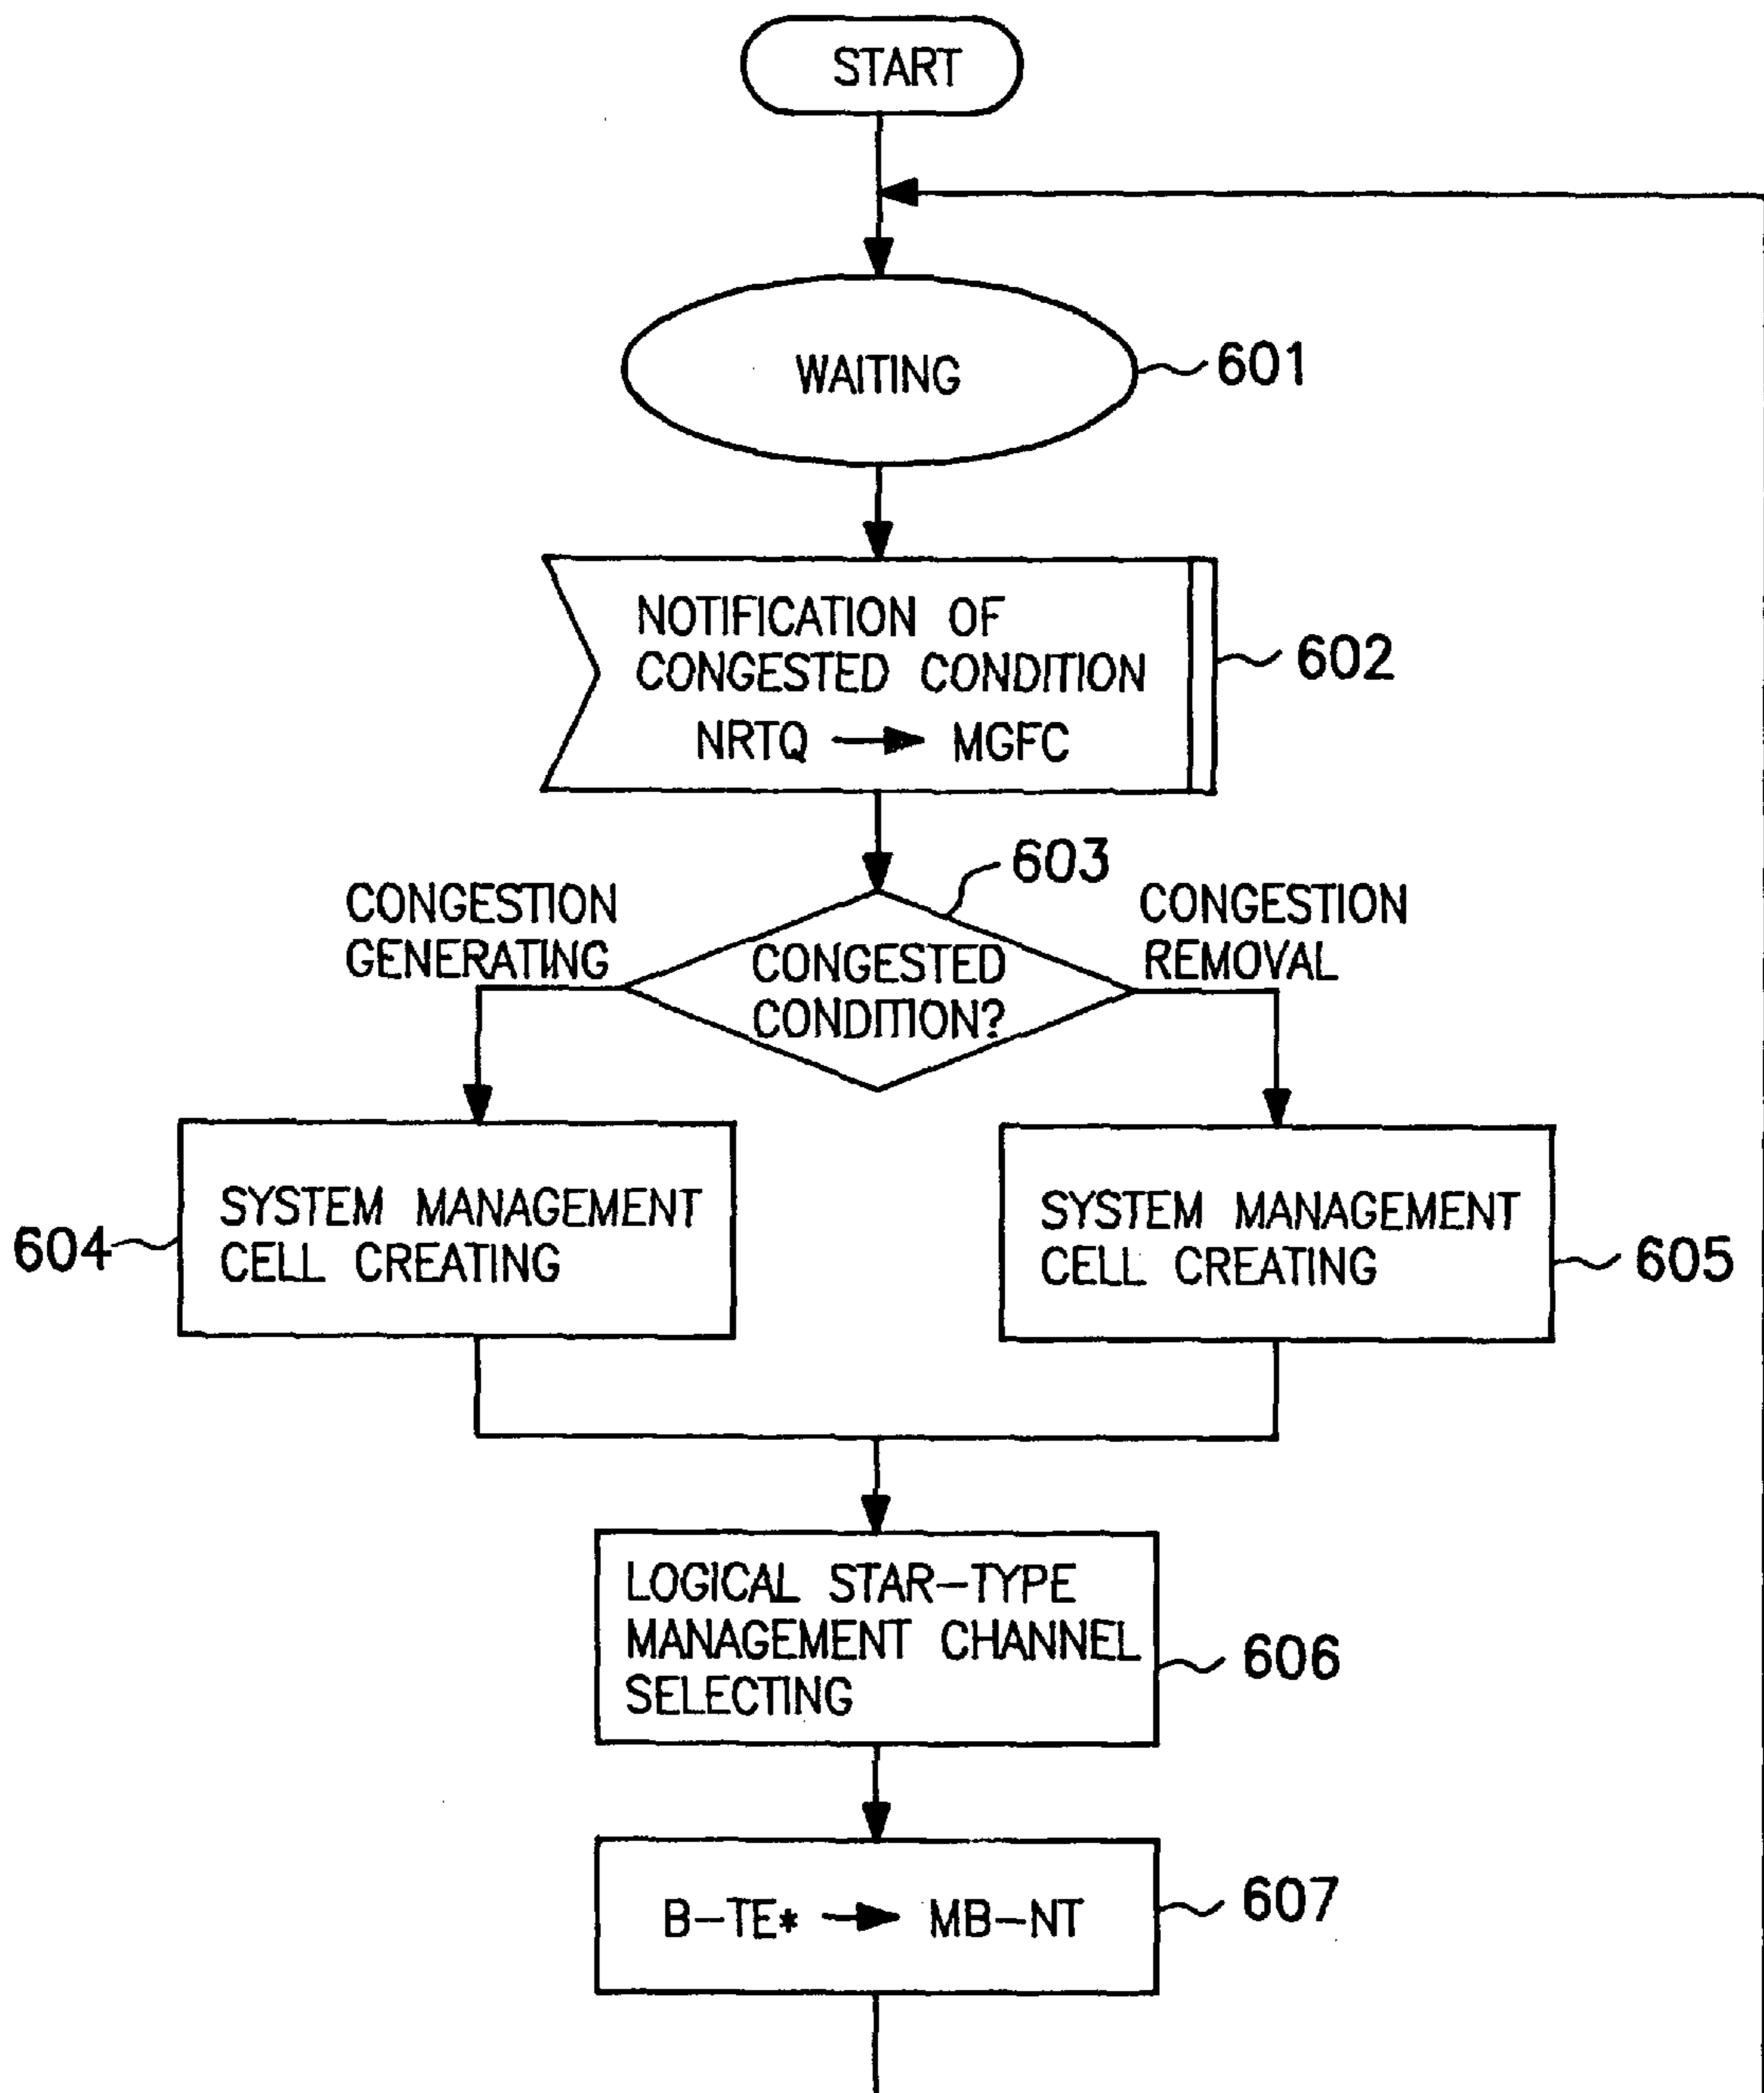 START
WAITING
601
NOTIFICATION OF
CONGESTED CONDITION
NRTQ → MGFC
602
603
CONGESTION
GENERATING
CONGESTION
REMOVAL
CONGESTED
CONDITION?
SYSTEM MANAGEMENT
CELL CREATING
604
SYSTEM MANAGEMENT
CELL CREATING
605
LOGICAL STAR-TYPE
MANAGEMENT CHANNEL
SELECTING
606
B-TE* → MB-NT
607